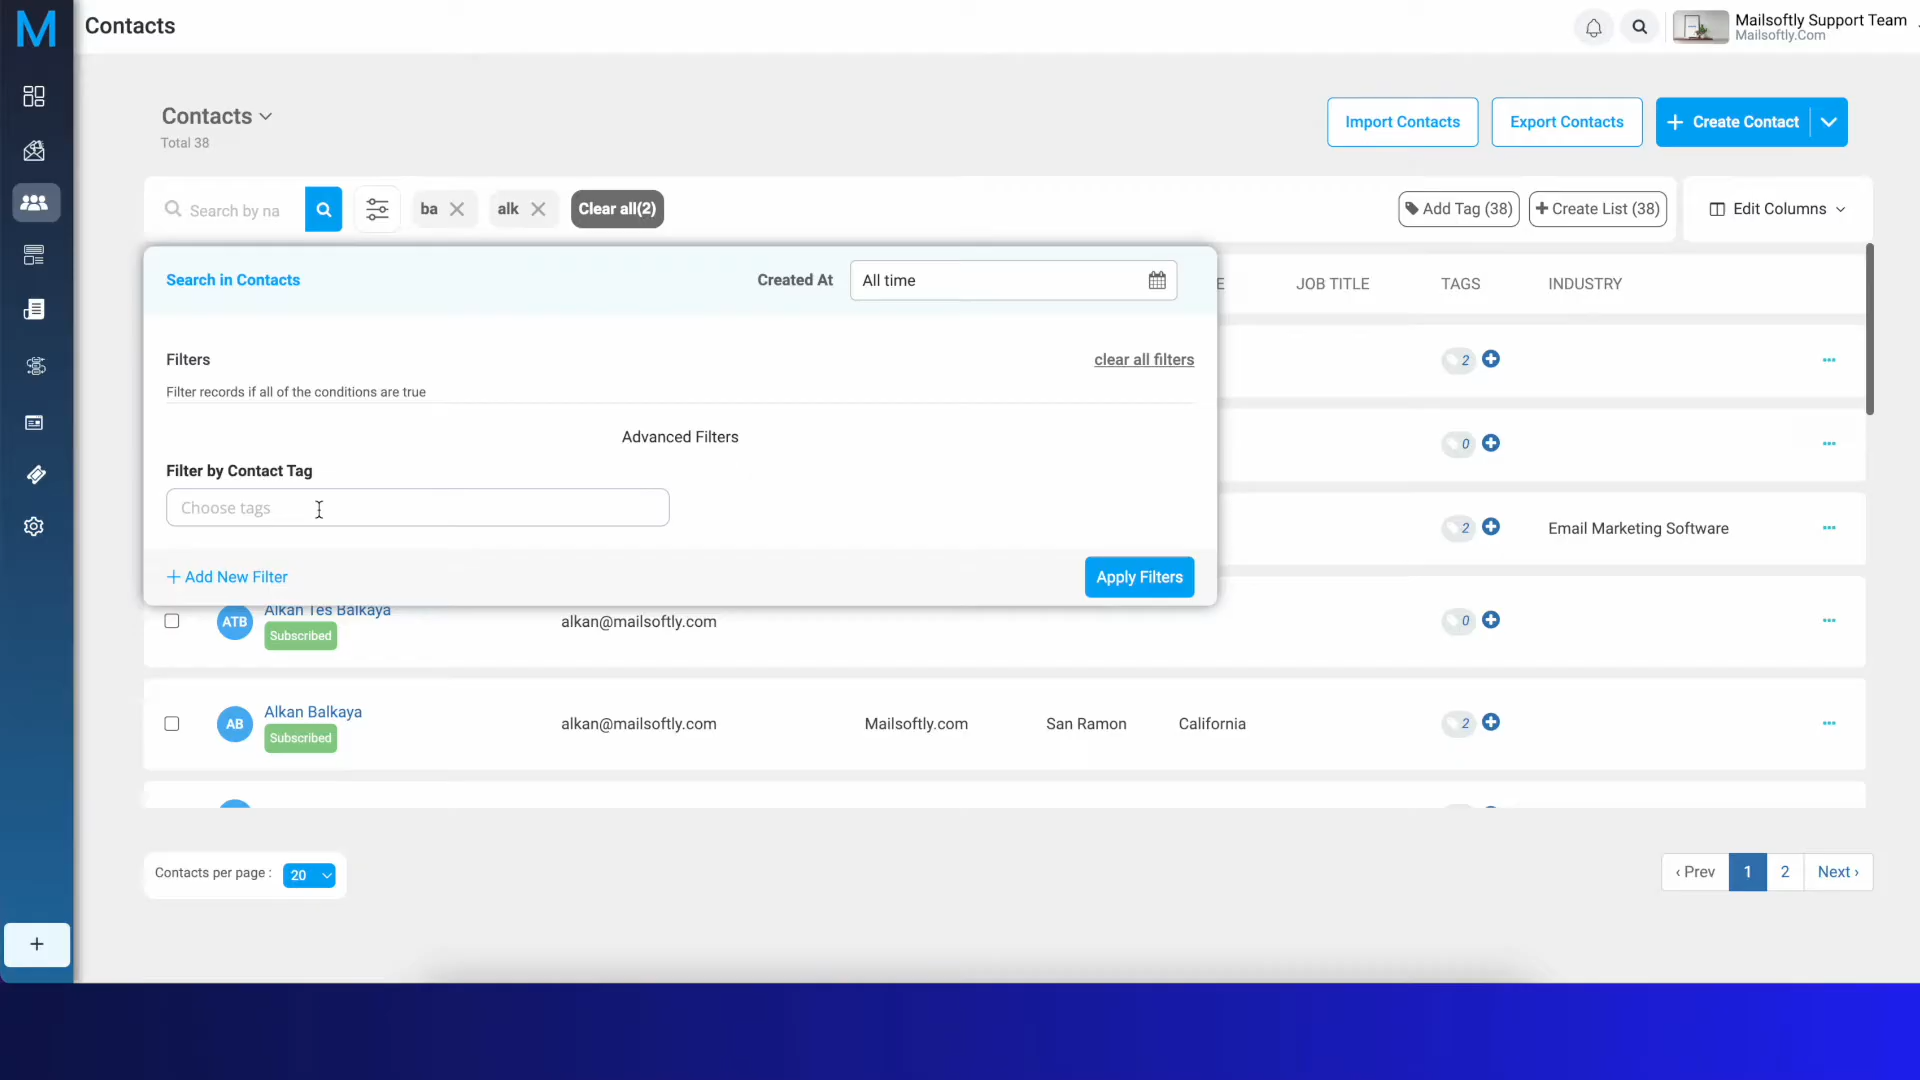 M
Contacts
Mailsoftly Support Team
Mailsoftly.Com
Contacts
Total 38
Import Contacts
Export Contacts
+ Create Contact
Search by na
ba
alk
Clear all(2)
Add Tag (38)
+ Create List (38)
Edit Columns
Search in Contacts
Created At
All time
E
JOB TITLE
TAGS
INDUSTRY
Filters
clear all filters
2
Filter records if all of the conditions are true
Advanced Filters
0
Filter by Contact Tag
Choose tags
2
Email Marketing Software
+ Add New Filter
Apply Filters
ATB
Alkan Tes Balkaya
Subscribed
alkan@mailsoftly.com
0
AB
Alkan Balkaya
Subscribed
alkan@mailsoftly.com
Mailsoftly.com
San Ramon
California
2
Contacts per page :
20
‹ Prev
1
2
Next ›
+